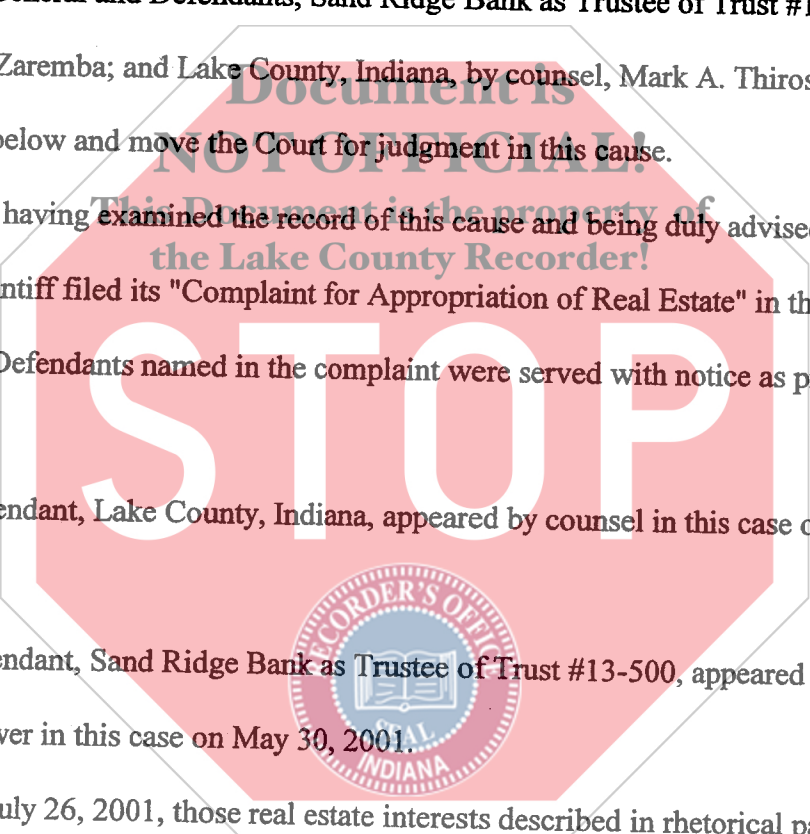 General and Defendants, Sand Ridge Bank as Trustee of Trust #1
Zaremba; and Lake County, Indiana, by counsel, Mark A. Thiros
Document is
below and move the Court for judgment in this cause.
NOT OFFICIAL!
having examined the record of this cause and being duly advised
This Document is the property of
the Lake County Recorder!
ntiff filed its "Complaint for Appropriation of Real Estate" in th
Defendants named in the complaint were served with notice as p
STOP
endant, Lake County, Indiana, appeared by counsel in this case o
RECORDER'S OFFICE
endant, Sand Ridge Bank as Trustee of Trust #13-500, appeared
ver in this case on May 30, 2001.
SEAL
INDIANA
uly 26, 2001, those real estate interests described in rhetorical pa